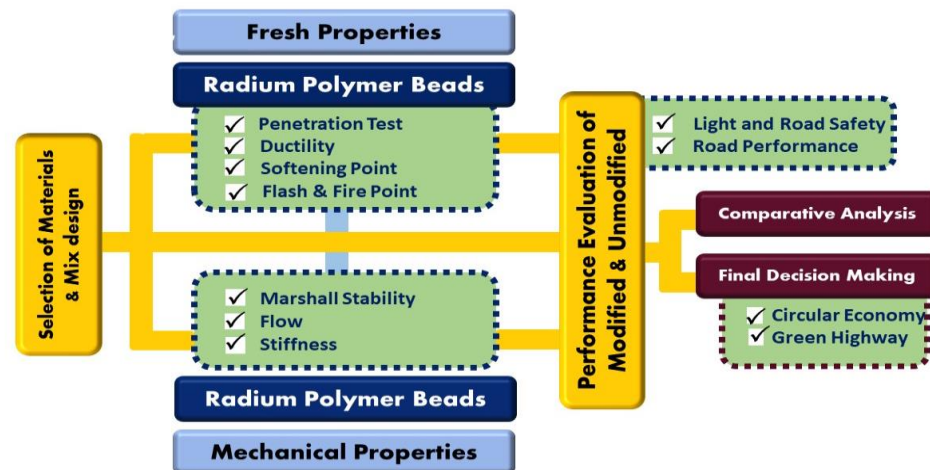 Fresh Properties
Radium Polymer Beads
Penetration Test
Ductility
Softening Point
Flash & Fire Point
Selection of Materials
& Mix design
Marshall Stability
Flow
Stiffness
Radium Polymer Beads
Mechanical Properties
Performance Evaluation of
Modified & Unmodified
Light and Road Safety
Road Performance
Comparative Analysis
Final Decision Making
Circular Economy
Green Highway